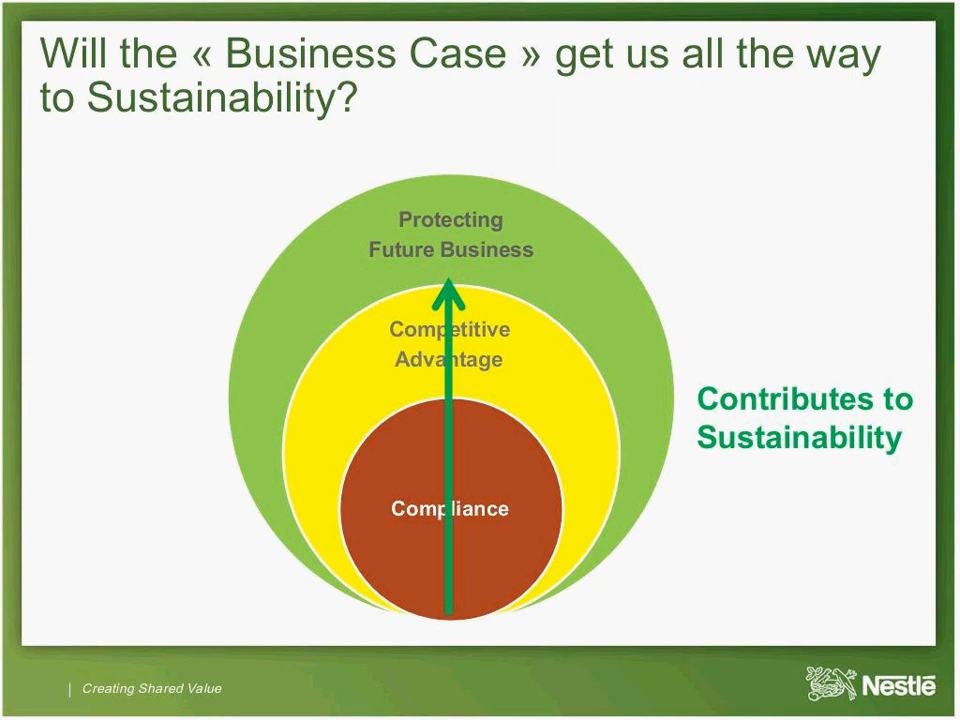 Will the « Business Case » get us all the way
to Sustainability?
Protecting
Future Business
Competitive
Advantage
Contributes to
Sustainability
Compliance
| Creating Shared Value
Nestlé